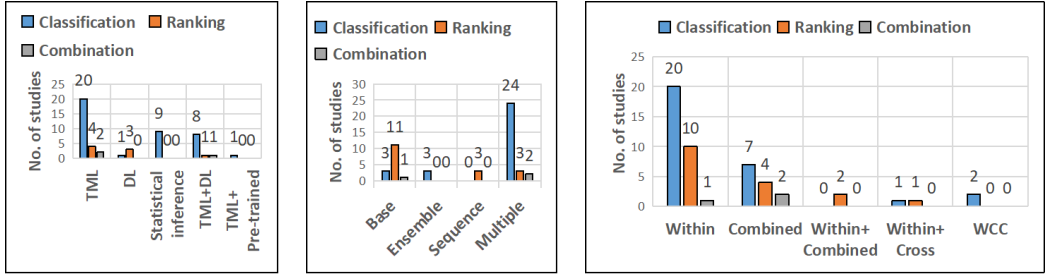 Classification Ranking
Combination
No. of studies
25
20
15
10
5
0
20
4
2
1
3
0
9
0
0
8
1
1
1
0
0
TML
DL
Statistical
inference
TML+DL
TML+
Pre-trained
Classification Ranking
Combination
No. of studies
30
25
20
15
10
5
0
3
11
1
3
0
0
0
3
0
24
3
2
Base
Ensemble
Sequence
Multiple
Classification Ranking Combination
No. of studies
25
20
15
10
5
0
20
10
1
7
4
2
0
2
0
1
1
0
2
0
0
Within Combined Within+ Within+ WCC
Combined Cross